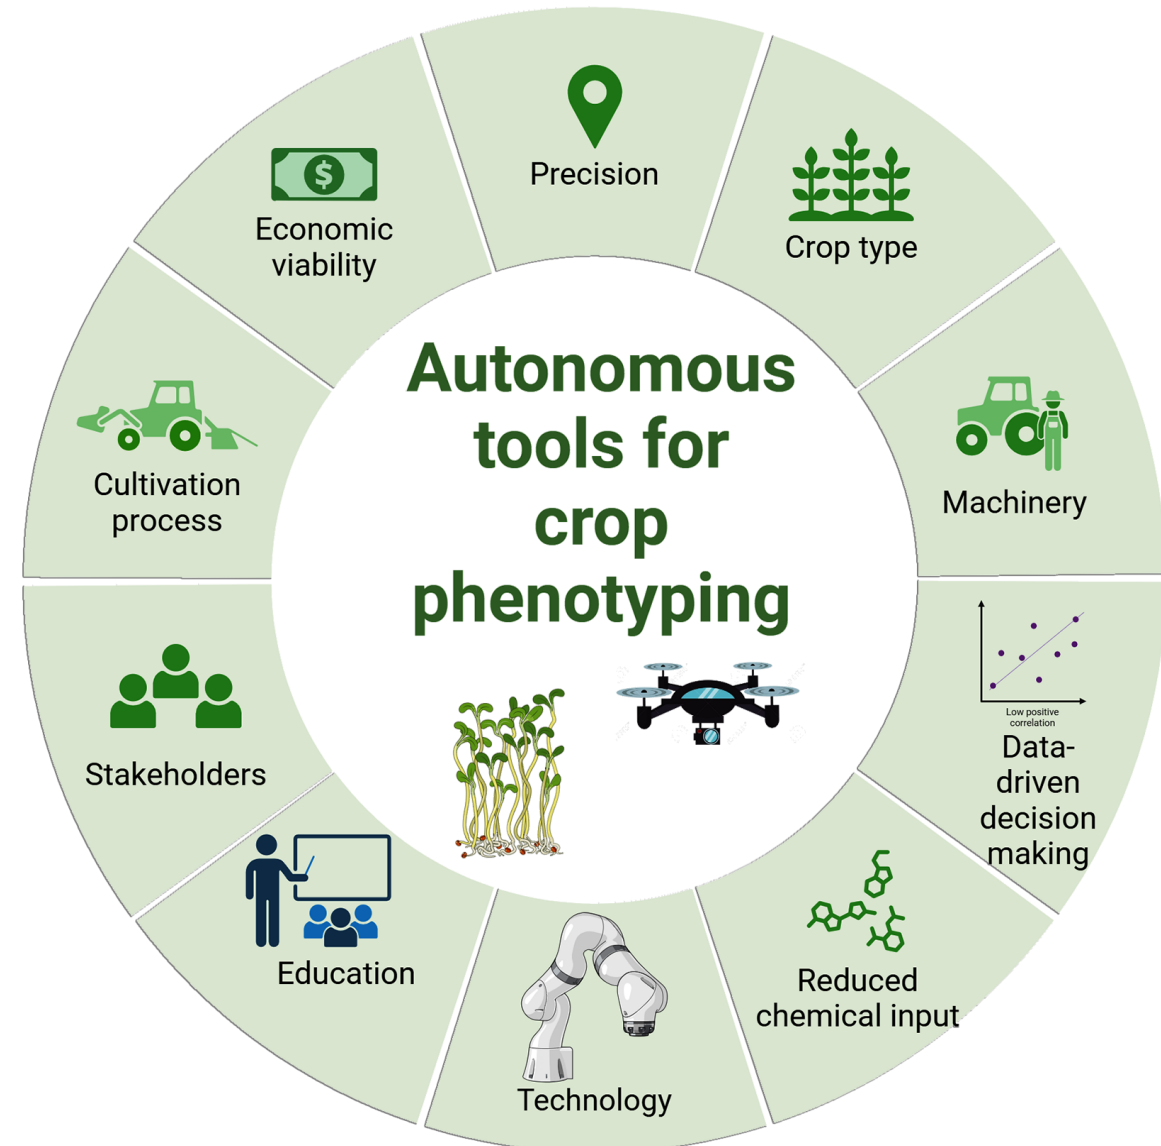 Precision
Crop type
Economic
viability
$
Autonomous
tools for
crop
phenotyping
Cultivation
process
Machinery
Low positive
correlation
Data-
driven
decision
making
Stakeholders
Reduced
chemical input
Education
Technology